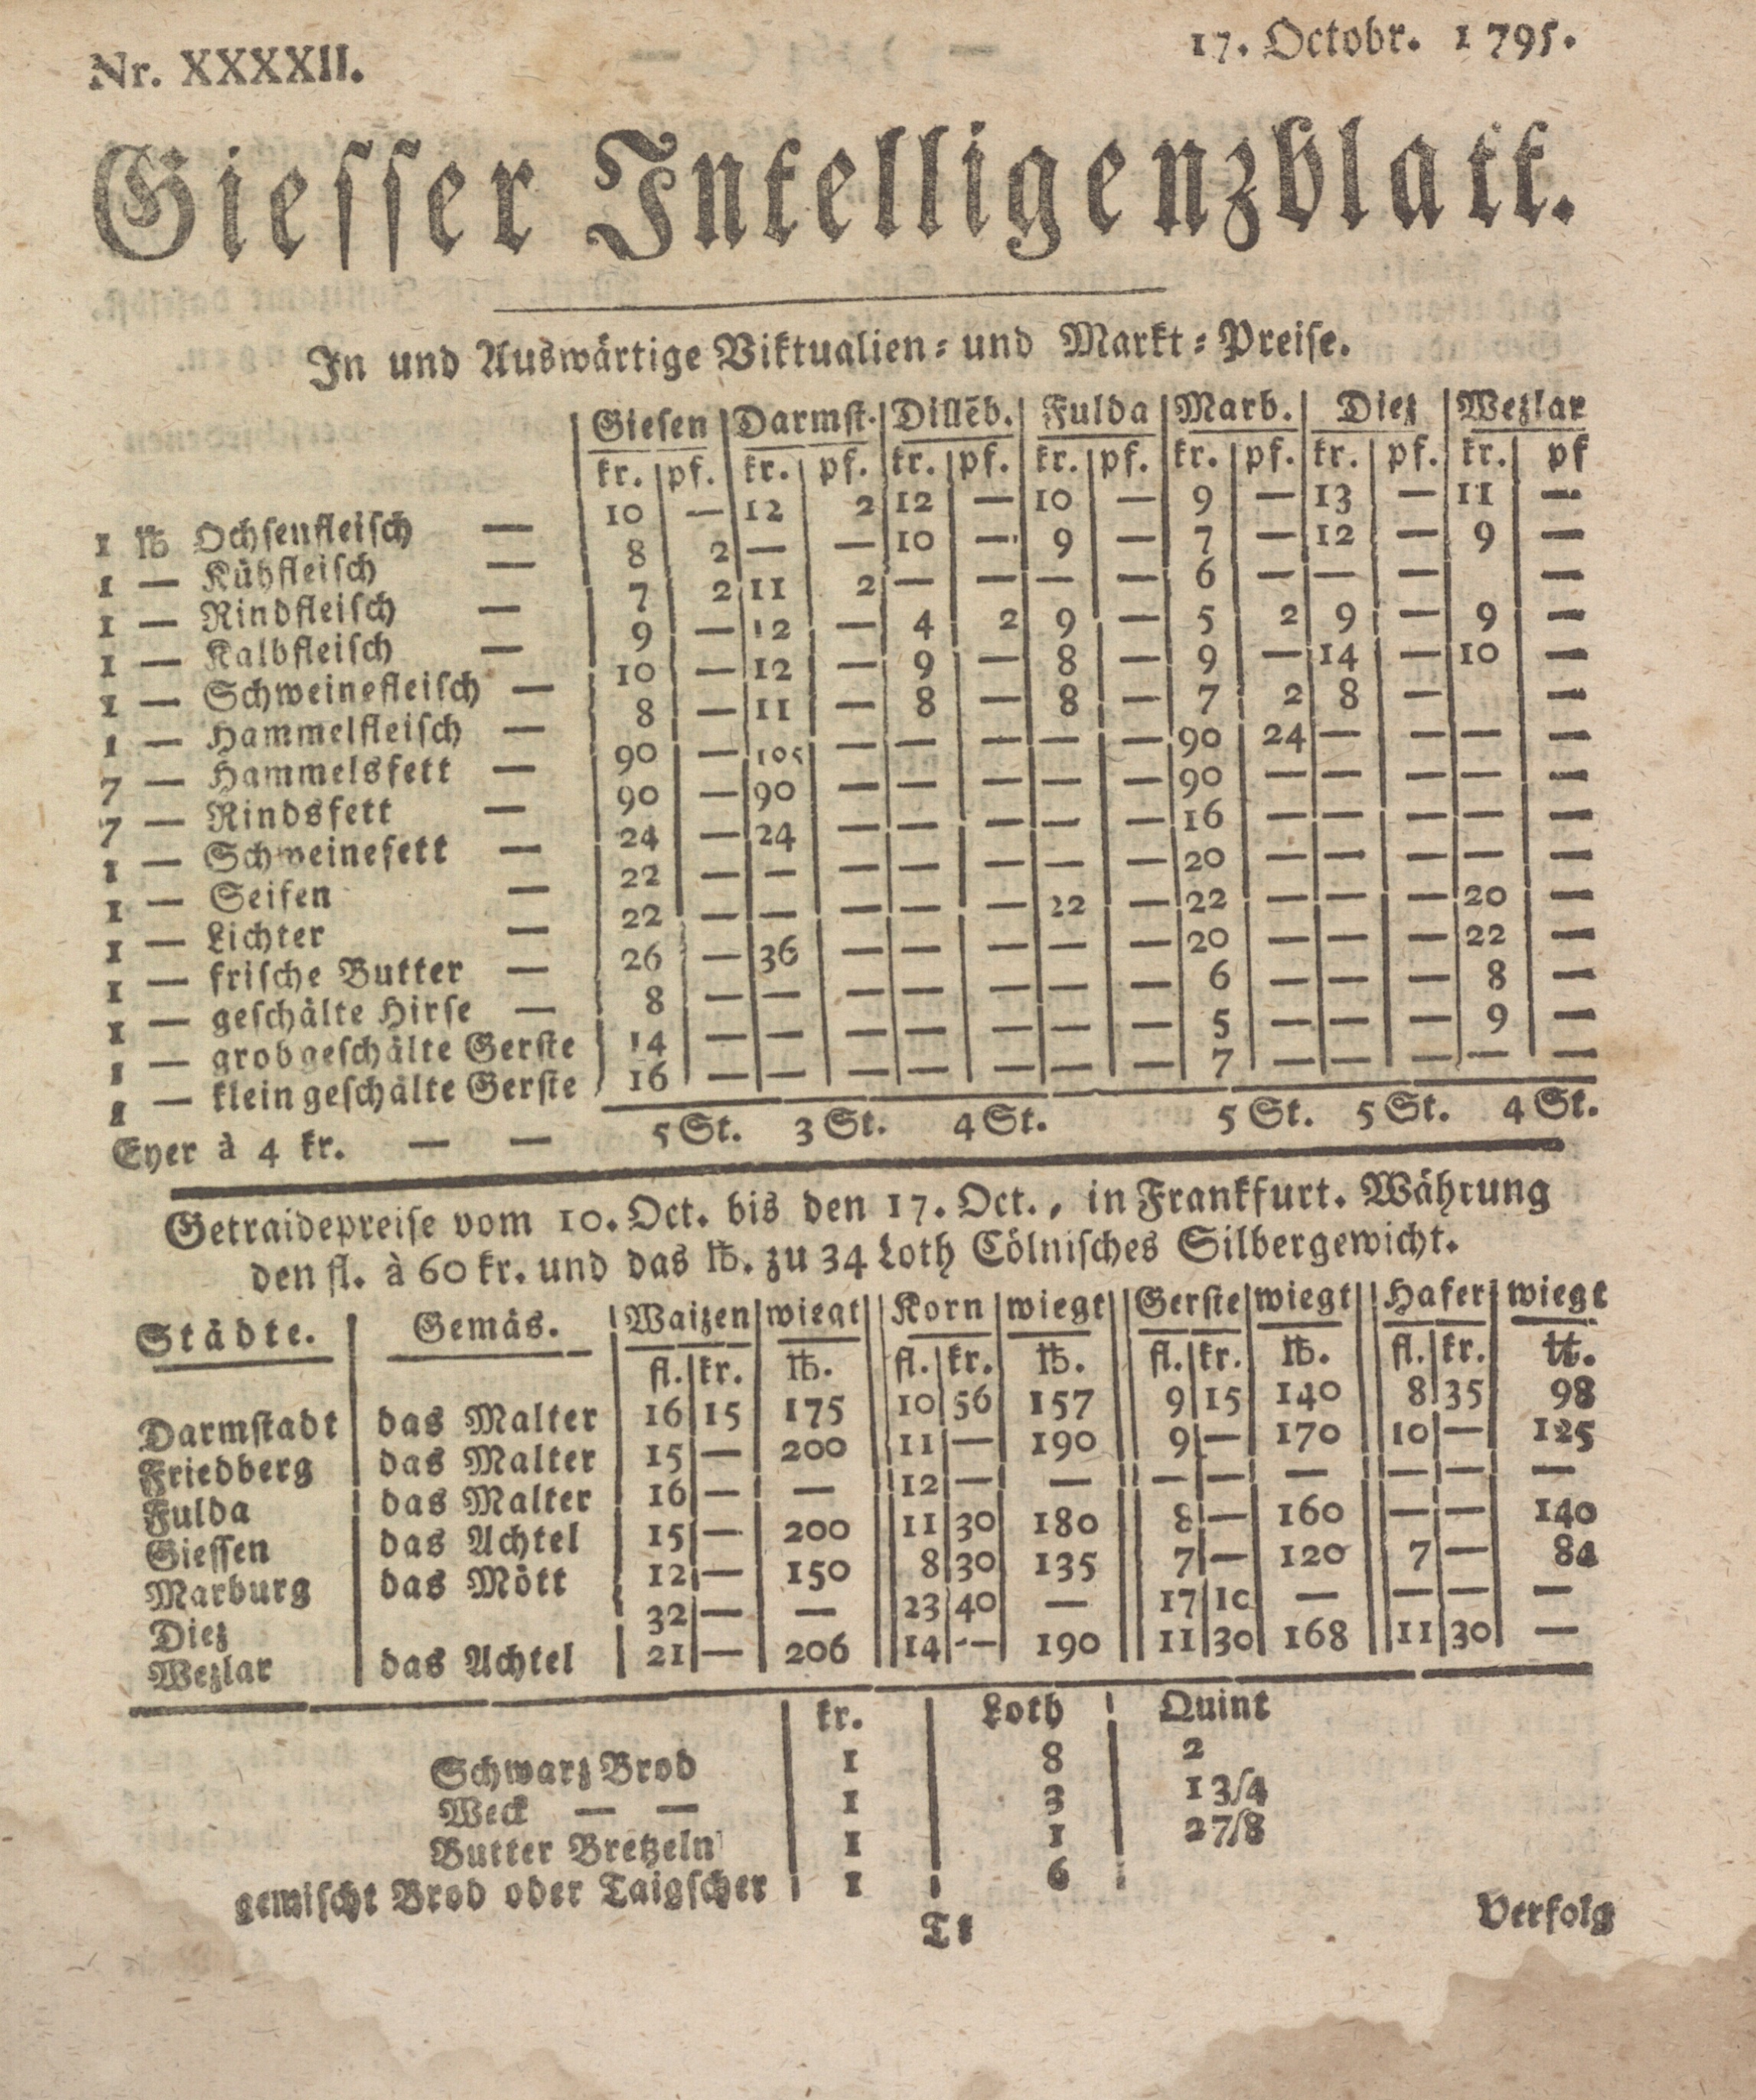 Nr. XXXXII. 17. Octobr. 1795.
Giesser Intelligenzblatt.
In und Auswärtige Viktualien- und Markt-Preise.
Giesen | Darmst. | Dillẽb. | Fulda | Marb. | Diez | Wezlar
kr. | pf. | kr. | pf. | kr. | pf. | kr. | pf. | kr. | pf. | kr. | pf. | kr. | pf
1 ℔ Ochsenfleisch — 10 | — | 12 | 2 | 12 | — | 10 | — | 9 | — | 13 | — | 11 | —
1 — Kühfleisch — 8 | 2 | — | — | 10 | — | 9 | — | 7 | — | 12 | — | 9 | —
1 — Rindfleisch — 7 | 2 | 11 | 2 | — | — | — | — | 6 | — | — | — | | —
1 — Kalbfleisch — 9 | — | 12 | — | 4 | 2 | 9 | — | 5 | 2 | 9 | — | 9 | —
1 — Schweinefleisch — 10 | — | 12 | — | 9 | — | 8 | — | 9 | — | 14 | — | 10 | —
1 — Hammelfleisch — 8 | — | 11 | — | 8 | — | 8 | — | 7 | 2 | 8 | — | | —
7 — Hammelsfett — 90 | — | 105 | — | — | — | — | — | 90 | 24 | — | — | — | —
7 — Rindsfett — 90 | — | 90 | — | — | — | — | — | 90 | — | — | — | — | —
1 — Schweinefett — 24 | — | 24 | — | — | — | — | — | 16 | — | — | — | — | —
1 — Seifen — 22 | — | — | — | — | — | — | — | 20 | — | — | — | — | —
1 — Lichter — 22 | — | — | — | — | — | 22 | — | 22 | — | — | — | 20 | —
1 — frische Butter — 26 | — | 36 | — | — | — | — | — | 20 | — | — | — | 22 | —
1 — geschälte Hirse — 8 | — | — | — | — | — | — | — | 6 | — | — | — | 8 | —
1 — grob geschälte Gerste 14 | — | — | — | — | — | — | — | 5 | — | — | — | 9 | —
1 — klein geschälte Gerste 16 | — | — | — | — | — | — | — | 7 | — | — | — | — | —
Eyer à 4 kr. — — 5 St. 3 St. 4 St. 5 St. 5 St. 4 St.
Getraidepreise vom 10. Oct. bis den 17. Oct., in Frankfurt. Währung
den fl. à 60 kr. und das ℔. zu 34 Loth Cölnisches Silbergewicht.
Städte. | Gemäs. | Waizen | wiegt | Korn | wiegt | Gerste | wiegt | Hafer | wiegt
fl. | kr. | ℔. | fl. | kr. | ℔. | fl. | kr. | ℔. | fl. | kr. | tt.
Darmstadt | das Malter | 16 | 15 | 175 | 10 | 56 | 157 | 9 | 15 | 140 | 8 | 35 | 98
Friedberg | das Malter | 15 | — | 200 | 11 | — | 190 | 9 | — | 170 | 10 | — | 125
Fulda | das Malter | 16 | — | — | 12 | — | — | — | — | — | — | — | —
Giessen | das Achtel | 15 | — | 200 | 11 | 30 | 180 | 8 | — | 160 | — | — | 140
Marburg | das Mött | 12 | — | 150 | 8 | 30 | 135 | 7 | — | 120 | 7 | — | 84
Diez | | 32 | — | — | 23 | 40 | — | 17 | 10 | — | — | — | —
Wezlar | das Achtel | 21 | — | 206 | 14 | — | 190 | 11 | 30 | 168 | 11 | 30 | —
kr. | Loth | Quint
Schwarz Brod | 1 | 8 | 2
Weck — — | 1 | 3 | 1 3/4
Butter Bretzeln | 1 | 1 | 2 7/8
gemischt Brod oder Taigscher | 1 | 6
Tt Verfolg